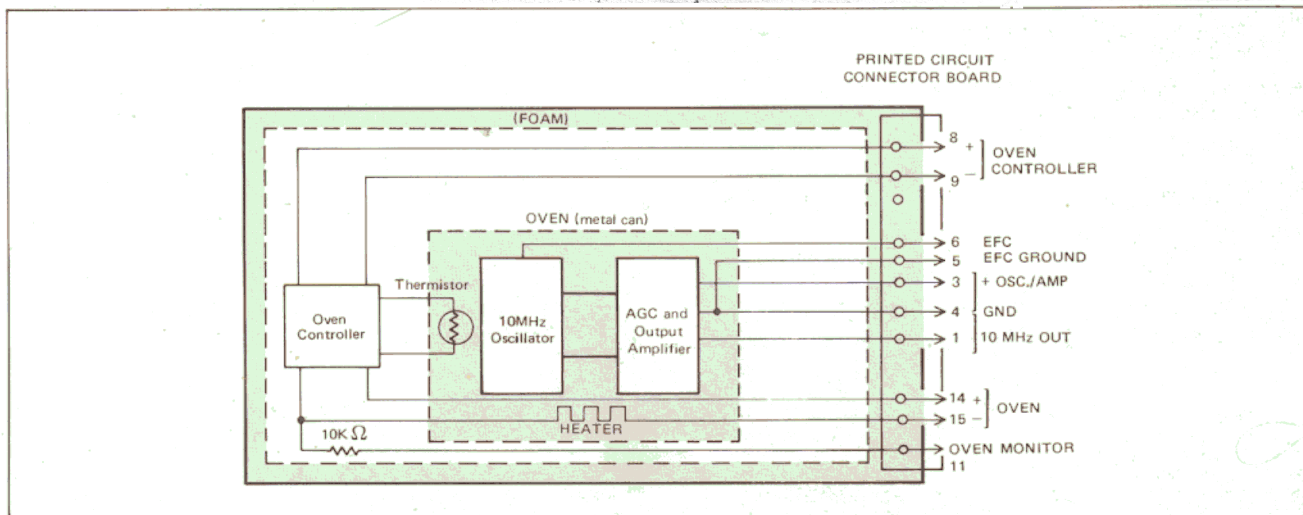 PRINTED CIRCUIT
CONNECTOR BOARD
(FOAM)
8
+
OVEN
CONTROLLER
9 −
OVEN (metal can)
6 EFC
5 EFC GROUND
3 + OSC./AMP
4 GND
1 10 MHz OUT
Thermistor
Oven
Controller
10MHz
Oscillator
AGC and
Output
Amplifier
14 +
OVEN
15 −
HEATER
10K Ω
OVEN MONITOR
11